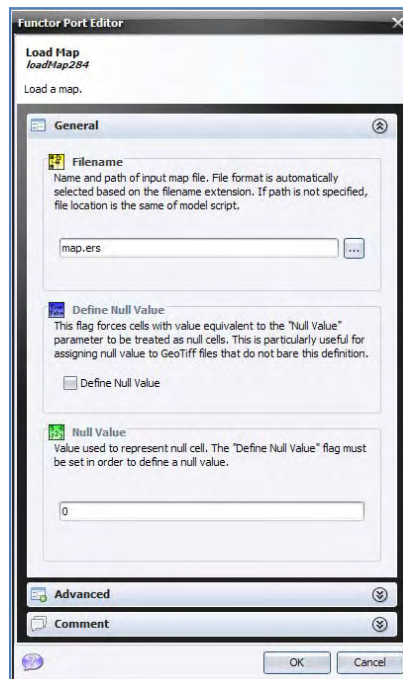 Functor Port Editor
Load Map
loadMap284
Load a map.
General
Filename
Name and path of input map file. File format is automatically
selected based on the filename extension. If path is not specified,
file location is the same of model script.
map.ers
...
Define Null Value
This flag forces cells with value equivalent to the "Null Value"
parameter to be treated as null cells. This is particularly useful for
assigning null value to GeoTiff files that do not bare this definition.
Define Null Value
Null Value
Value used to represent null cell. The "Define Null Value" flag must
be set in order to define a null value.
0
Advanced
Comment
OK Cancel